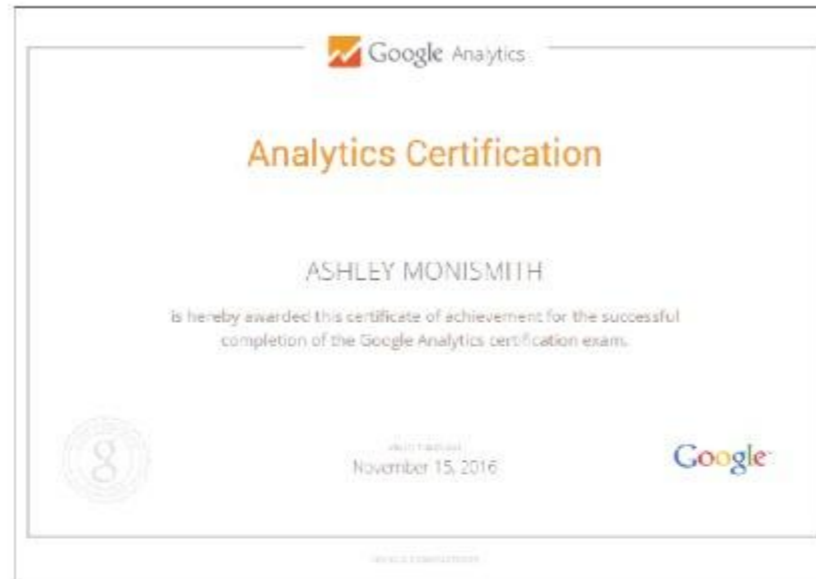 Google Analytics
Analytics Certification
ASHLEY MONISMITH
is hereby awarded this certificate of achievement for the successful
completion of the Google Analytics certification exam.
November 15, 2016
Google
g